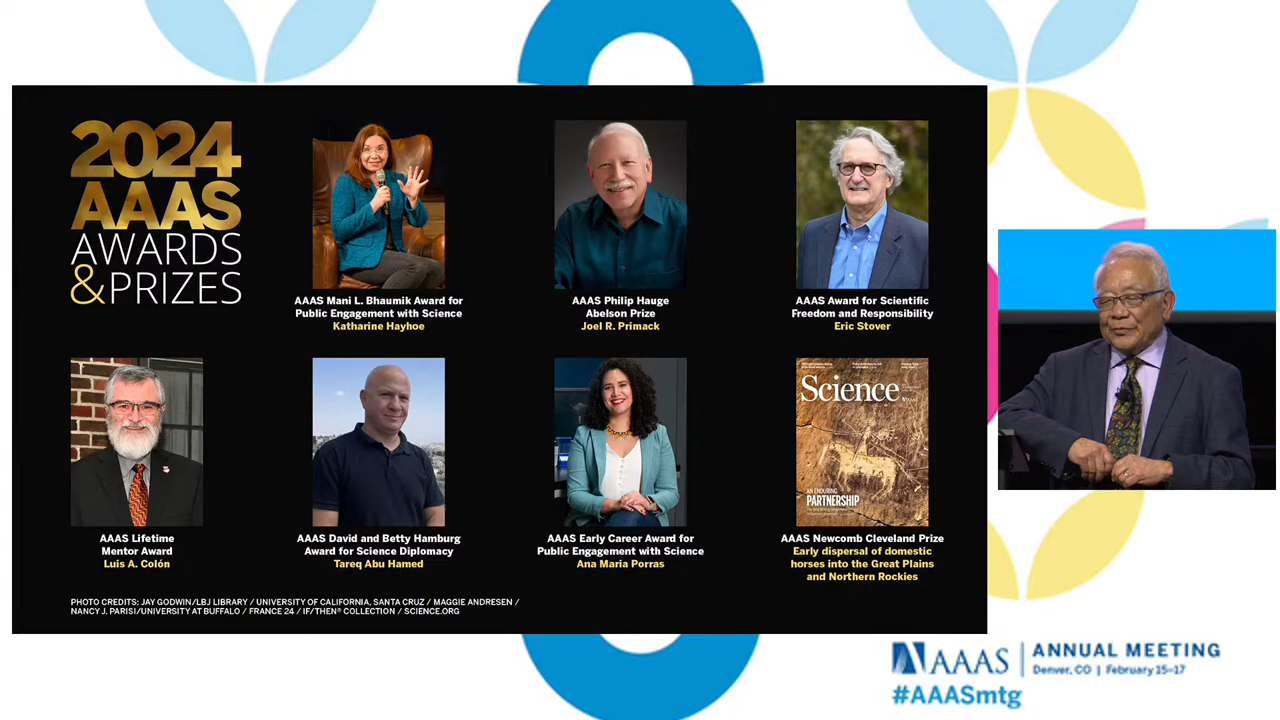 2024
AAAS
AWARDS
&PRIZES
AAAS Mani L. Bhaumik Award for
Public Engagement with Science
Katharine Hayhoe
AAAS Philip Hauge
Abelson Prize
Joel R. Primack
AAAS Award for Scientific
Freedom and Responsibility
Eric Stover
AAAS Lifetime
Mentor Award
Luis A. Colón
AAAS David and Betty Hamburg
Award for Science Diplomacy
Tareq Abu Hamed
AAAS Early Career Award for
Public Engagement with Science
Ana Maria Porras
Science
AN ENDURING
PARTNERSHIP
AAAS Newcomb Cleveland Prize
Early dispersal of domestic
horses into the Great Plains
and Northern Rockies
PHOTO CREDITS: JAY GODWIN/LBJ LIBRARY / UNIVERSITY OF CALIFORNIA, SANTA CRUZ / MAGGIE ANDRESEN /
NANCY J. PARISI/UNIVERSITY AT BUFFALO / FRANCE 24 / IF/THEN® COLLECTION / SCIENCE.ORG
AAAS
ANNUAL MEETING
Denver, CO | February 15–17
#AAASmtg